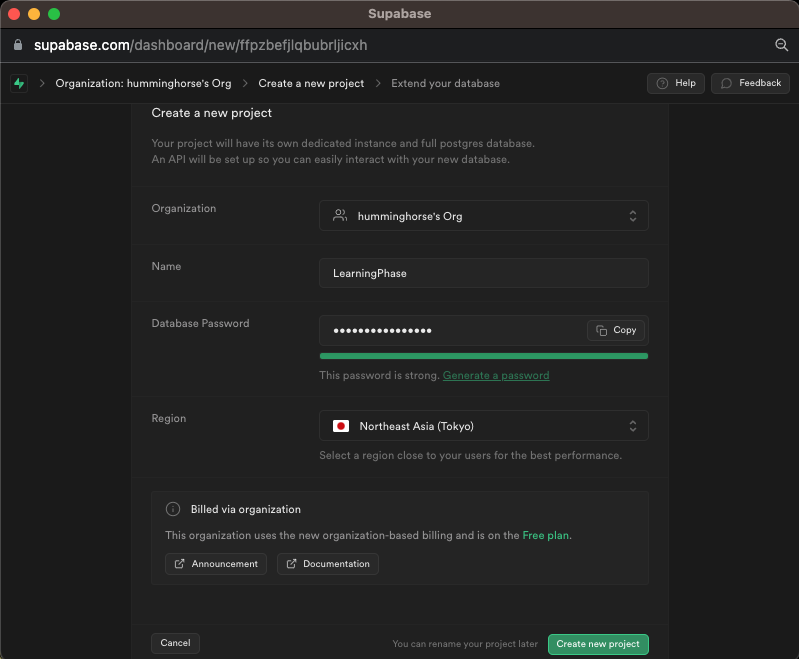 Supabase
supabase.com/dashboard/new/ffpzbefjlqbubrljicxh
Organization: humminghorse's Org > Create a new project > Extend your database Help Feedback
Create a new project
Your project will have its own dedicated instance and full postgres database.
An API will be set up so you can easily interact with your new database.
Organization humminghorse's Org
Name LearningPhase
Database Password •••••••••••••••• Copy
This password is strong. Generate a password
Region Northeast Asia (Tokyo)
Select a region close to your users for the best performance.
Billed via organization
This organization uses the new organization-based billing and is on the Free plan.
Announcement Documentation
Cancel You can rename your project later Create new project